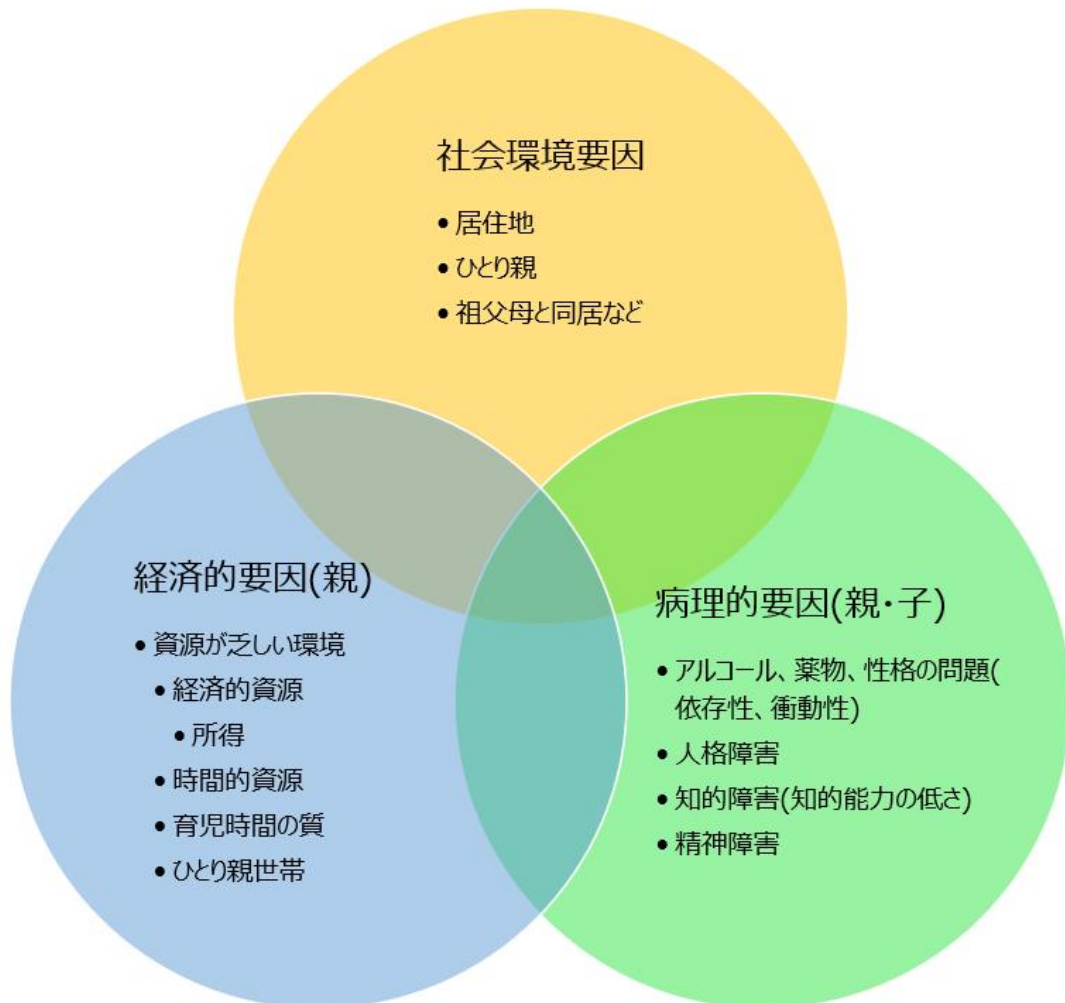 社会環境要因
• 居住地
• ひとり親
• 祖父母と同居など
経済的要因(親)
• 資源が乏しい環境
• 経済的資源
• 所得
• 時間的資源
• 育児時間の質
• ひとり親世帯
病理的要因(親・子)
• アルコール、薬物、性格の問題(
依存性、衝動性)
• 人格障害
• 知的障害(知的能力の低さ)
• 精神障害